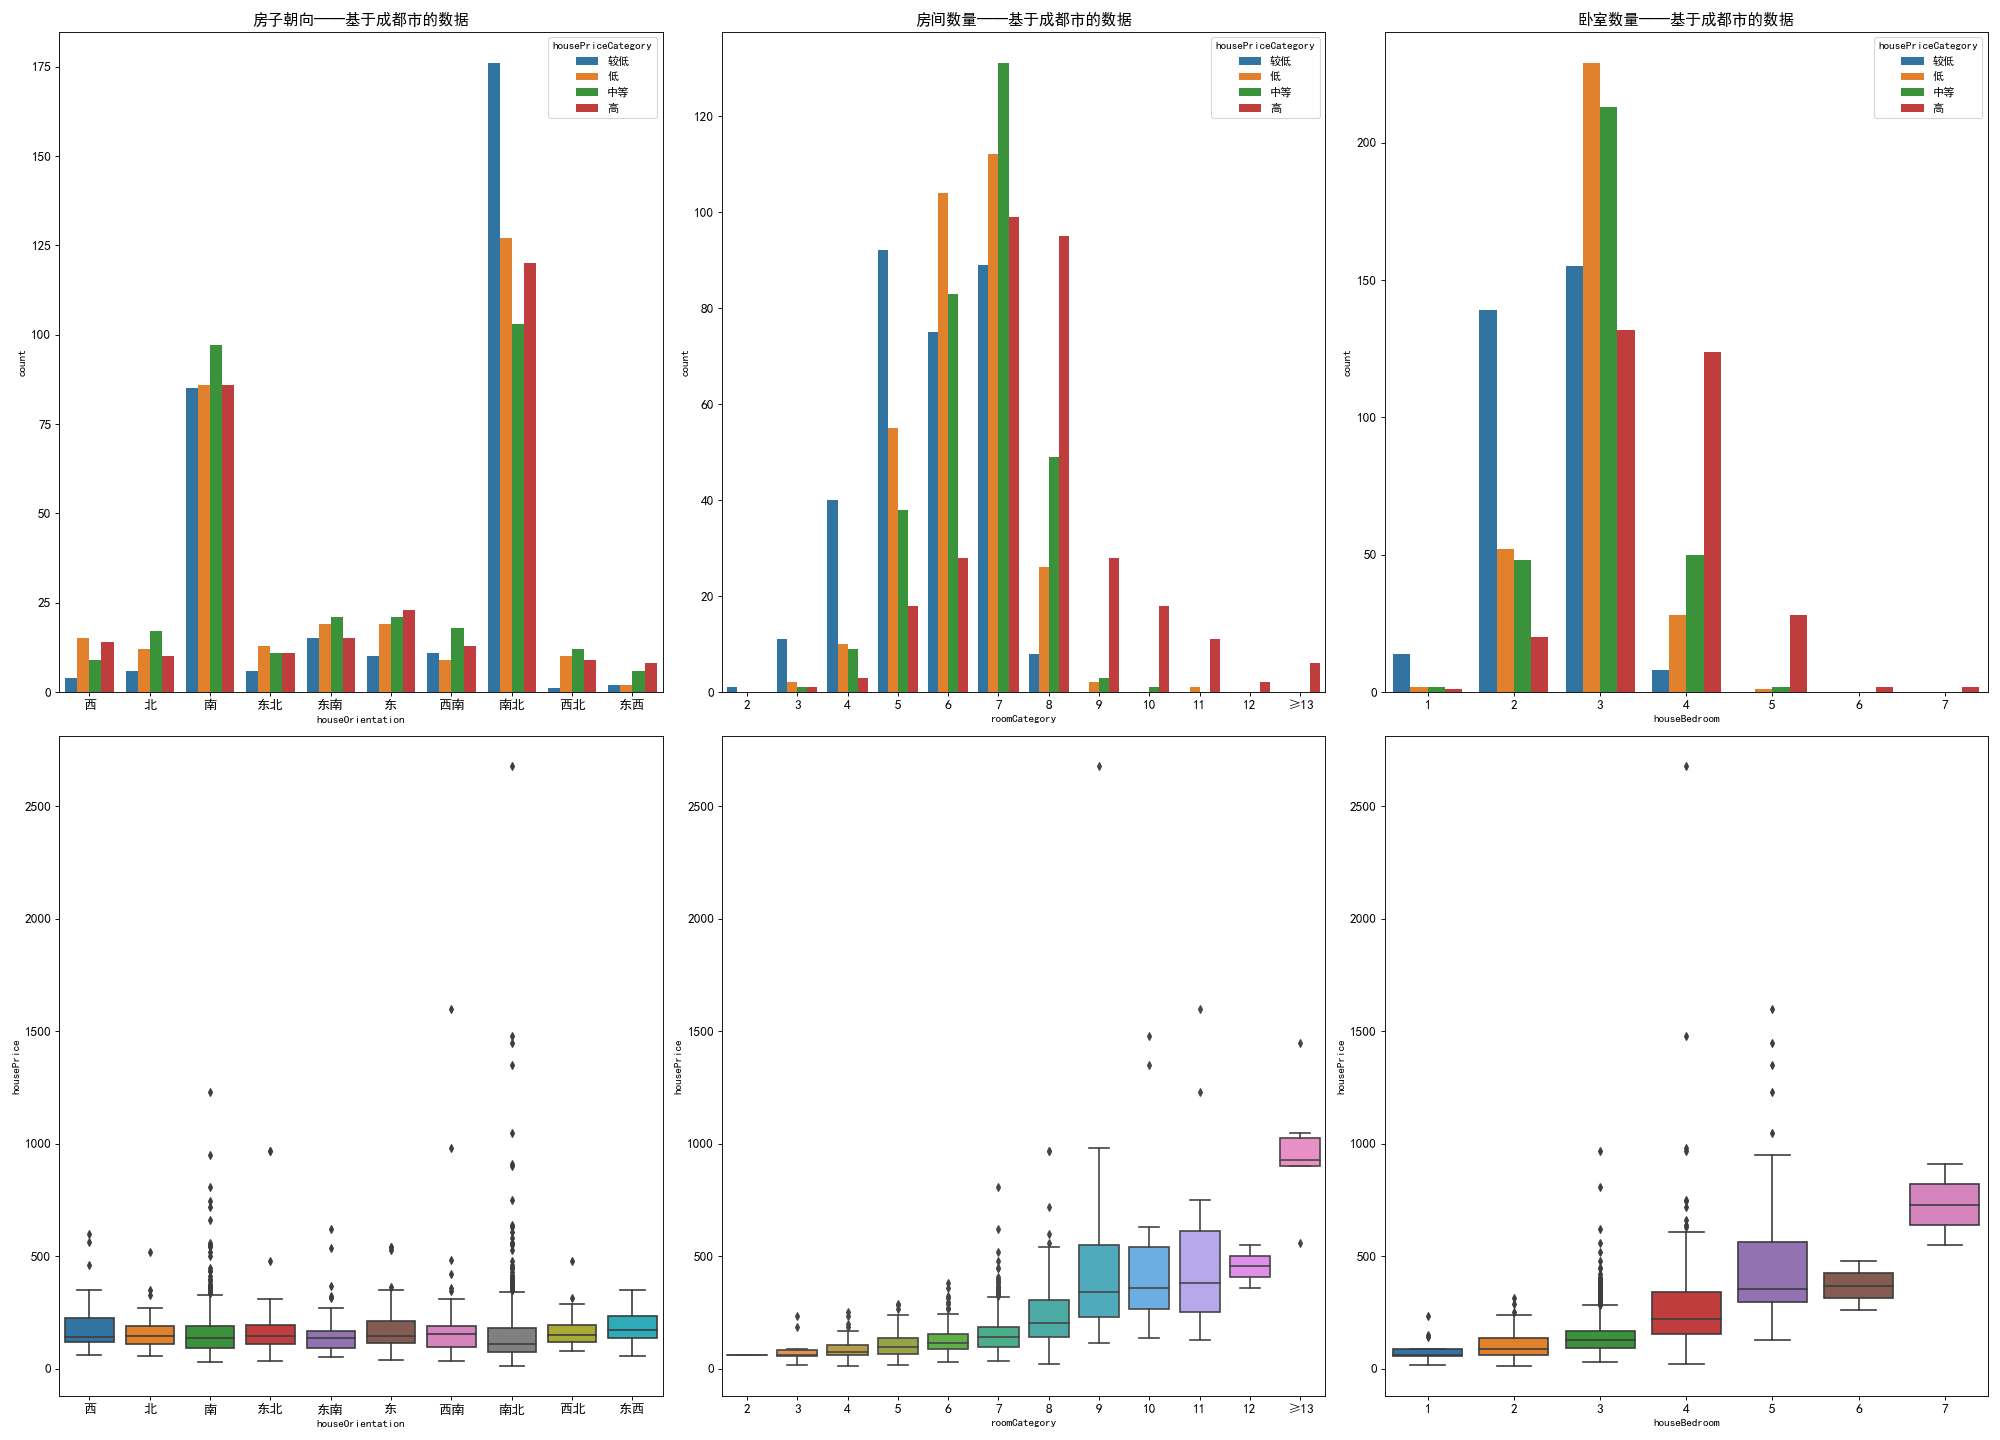 房子朝向——基于成都市的数据
housePriceCategory
较低
低
中等
高
175
150
125
100
75
50
25
0
count
西 北 南 东北 东南 东 西南 南北 西北 东西
houseOrientation
房间数量——基于成都市的数据
housePriceCategory
较低
低
中等
高
120
100
80
60
40
20
0
count
2 3 4 5 6 7 8 9 10 11 12 ≥13
roomCategory
卧室数量——基于成都市的数据
housePriceCategory
较低
低
中等
高
200
150
100
50
0
count
1 2 3 4 5 6 7
houseBedroom
2500
2000
1500
1000
500
0
housePrice
西 北 南 东北 东南 东 西南 南北 西北 东西
houseOrientation
2500
2000
1500
1000
500
0
housePrice
2 3 4 5 6 7 8 9 10 11 12 ≥13
roomCategory
2500
2000
1500
1000
500
0
housePrice
1 2 3 4 5 6 7
houseBedroom